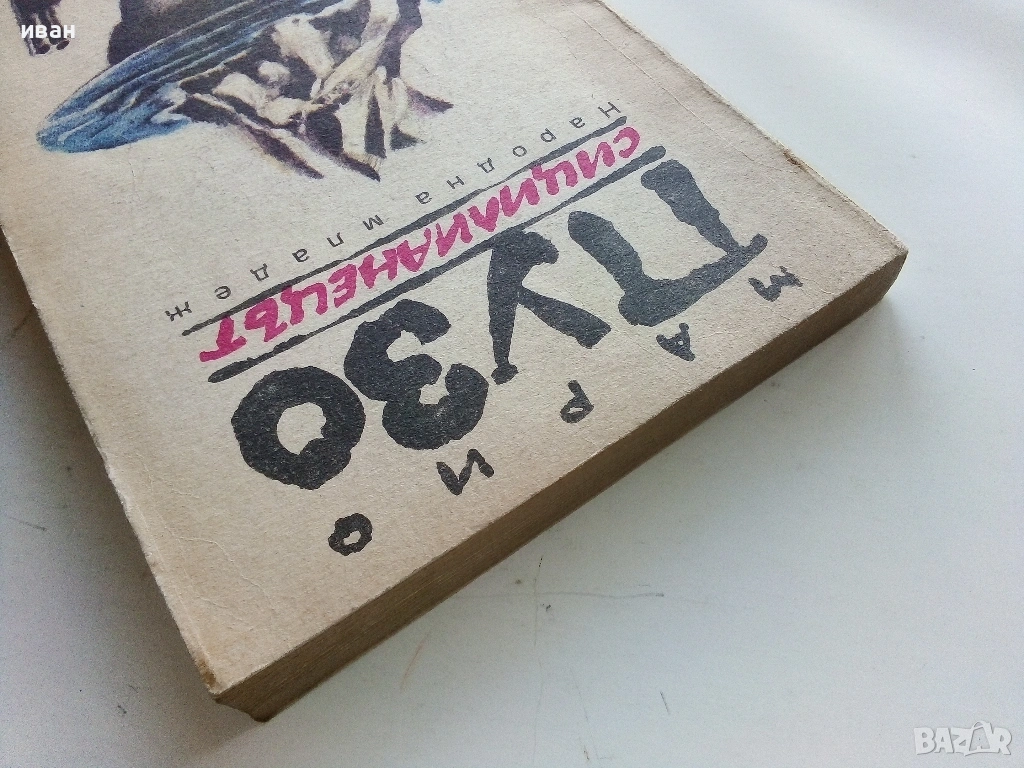 МАРИО
ПУЗО
СИЦИЛИАНЕЦЪТ
Народна младеж
иван
BAZAR